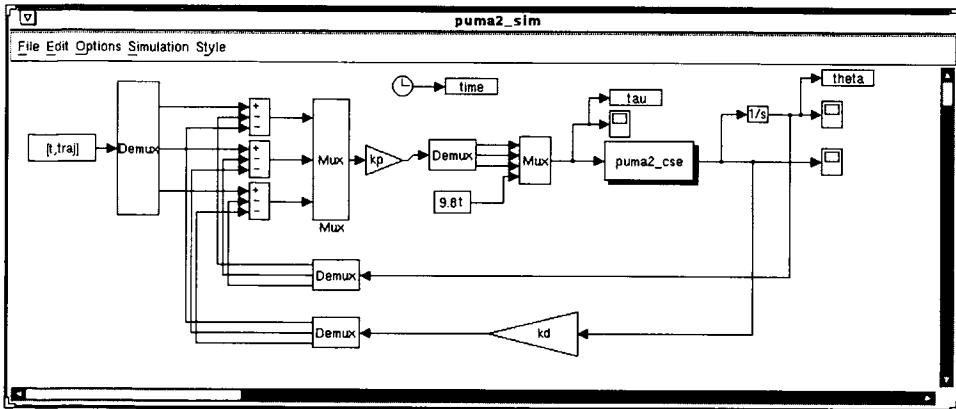 puma2_sim
File Edit Options Simulation Style
[t,traj]
Demux
+
−
−
+
−
−
+
−
−
Mux
Mux
time
kp
Demux
9.8t
Mux
tau
puma2_cse
1/s
theta
Demux
Demux
kd